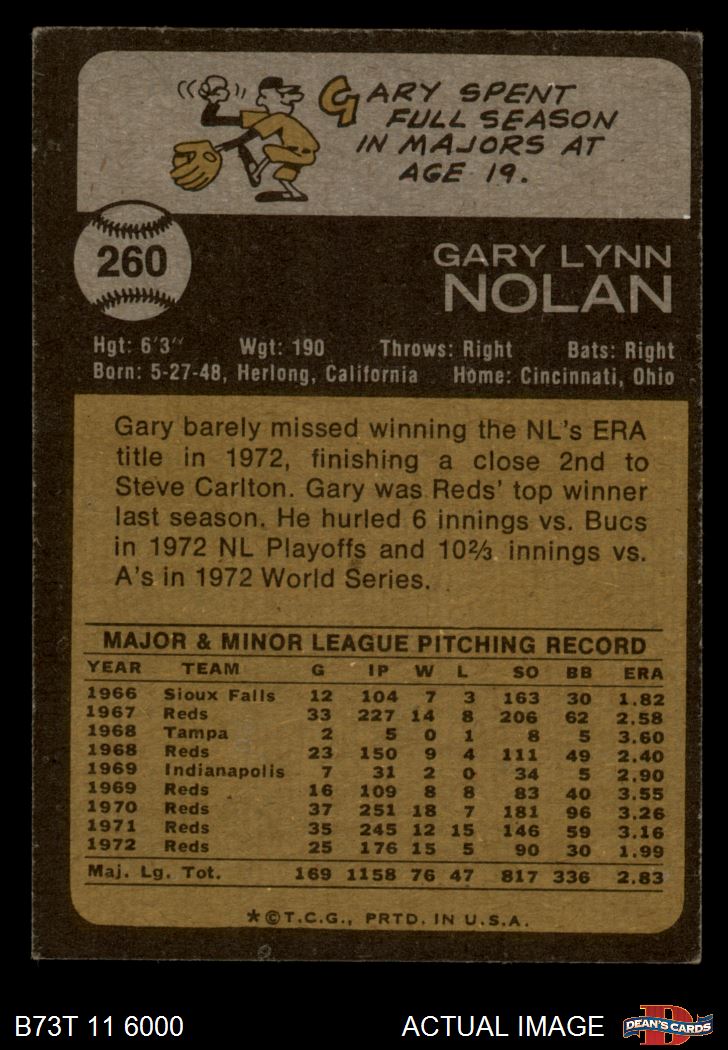 GARY SPENT
FULL SEASON
IN MAJORS AT
AGE 19.
260
GARY LYNN
NOLAN
Hgt: 6'3" Wgt: 190 Throws: Right Bats: Right
Born: 5-27-48, Herlong, California Home: Cincinnati, Ohio
Gary barely missed winning the NL's ERA
title in 1972, finishing a close 2nd to
Steve Carlton. Gary was Reds' top winner
last season. He hurled 6 innings vs. Bucs
in 1972 NL Playoffs and 10⅔ innings vs.
A's in 1972 World Series.
MAJOR & MINOR LEAGUE PITCHING RECORD
YEAR TEAM G IP W L SO BB ERA
1966 Sioux Falls 12 104 7 3 163 30 1.82
1967 Reds 33 227 14 8 206 62 2.58
1968 Tampa 2 5 0 1 8 5 3.60
1968 Reds 23 150 9 4 111 49 2.40
1969 Indianapolis 7 31 2 0 34 5 2.90
1969 Reds 16 109 8 8 83 40 3.55
1970 Reds 37 251 18 7 181 96 3.26
1971 Reds 35 245 12 15 146 59 3.16
1972 Reds 25 176 15 5 90 30 1.99
Maj. Lg. Tot. 169 1158 76 47 817 336 2.83
*©T.C.G., PRTD. IN U.S.A.
B73T 11 6000 ACTUAL IMAGE
D
DEAN'S CARDS